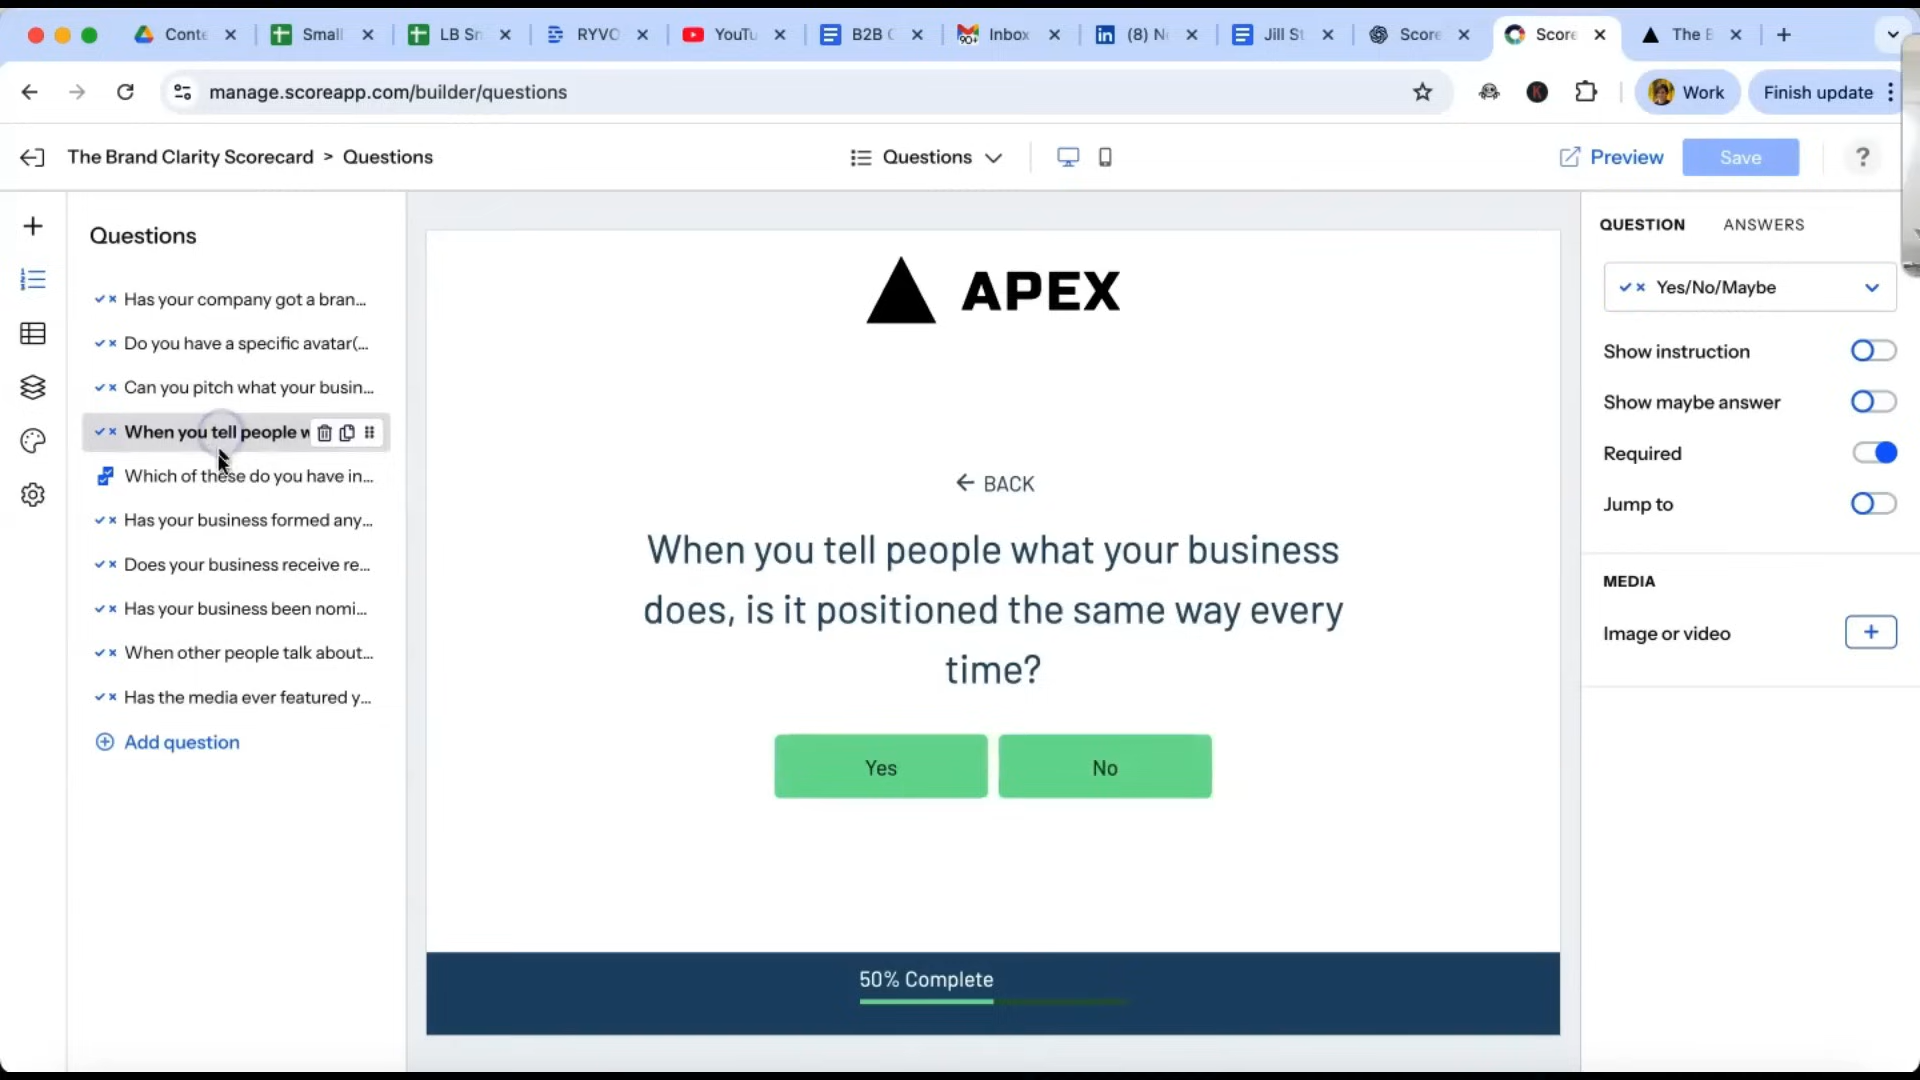 Conte
Small
LB Sm
RYVO
YouTu
B2B C
90+
Inbox
(8) N
Jill St
Score
Score
The B
manage.scoreapp.com/builder/questions
K
Work
Finish update
The Brand Clarity Scorecard > Questions
Questions
Preview
Save
?
Questions
Has your company got a bran...
Do you have a specific avatar(...
Can you pitch what your busin...
When you tell people w
Which of these do you have in...
Has your business formed any...
Does your business receive re...
Has your business been nomi...
When other people talk about...
Has the media ever featured y...
Add question
APEX
BACK
When you tell people what your business
does, is it positioned the same way every
time?
Yes
No
50% Complete
QUESTION
ANSWERS
Yes/No/Maybe
Show instruction
Show maybe answer
Required
Jump to
MEDIA
Image or video